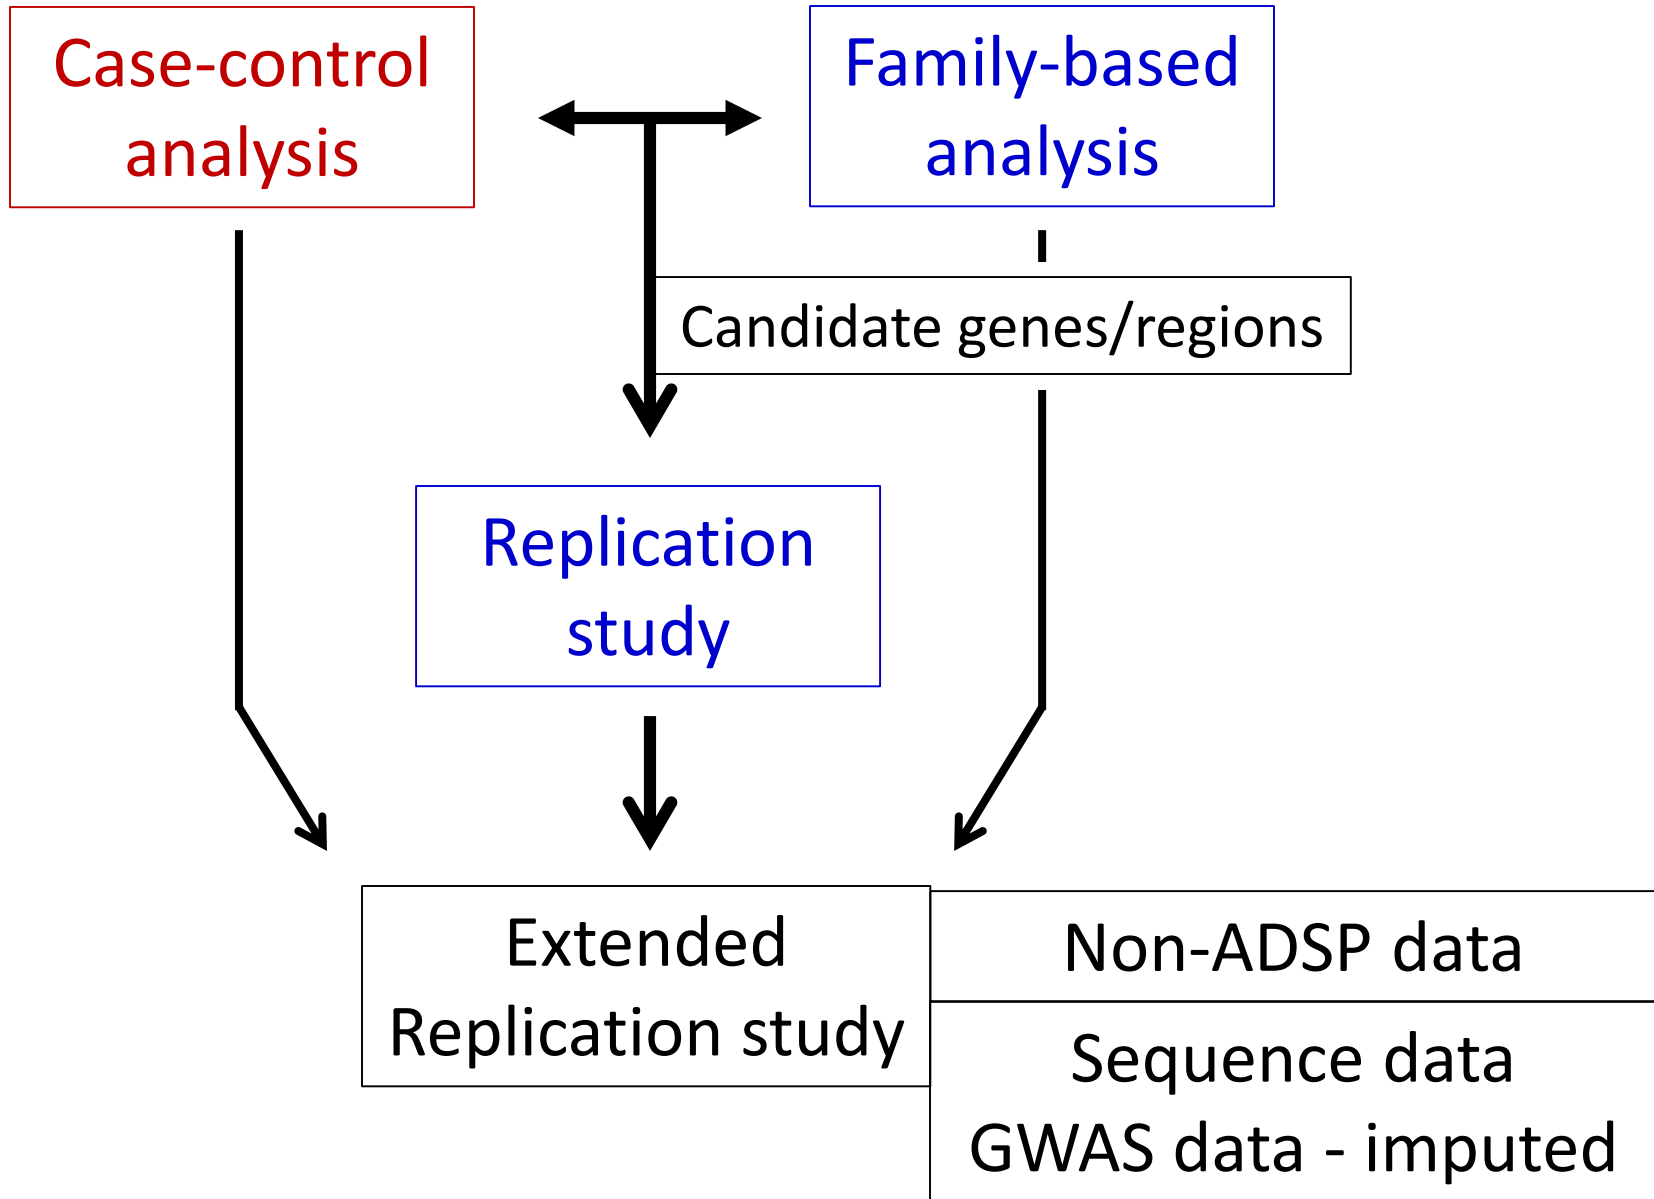 Case-control
analysis
Family-based
analysis
Candidate genes/regions
Replication
study
Extended
Replication study
Non-ADSP data
Sequence data
GWAS data - imputed